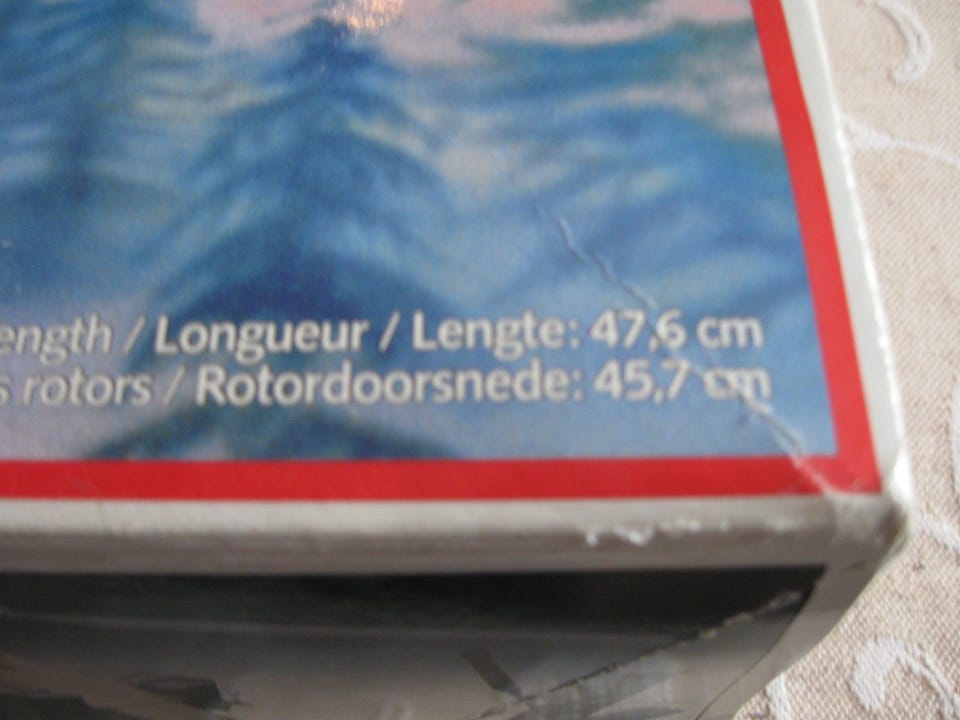 ength / Longueur / Lengte: 47,6 cm
s rotors / Rotordoorsnede: 45,7 cm